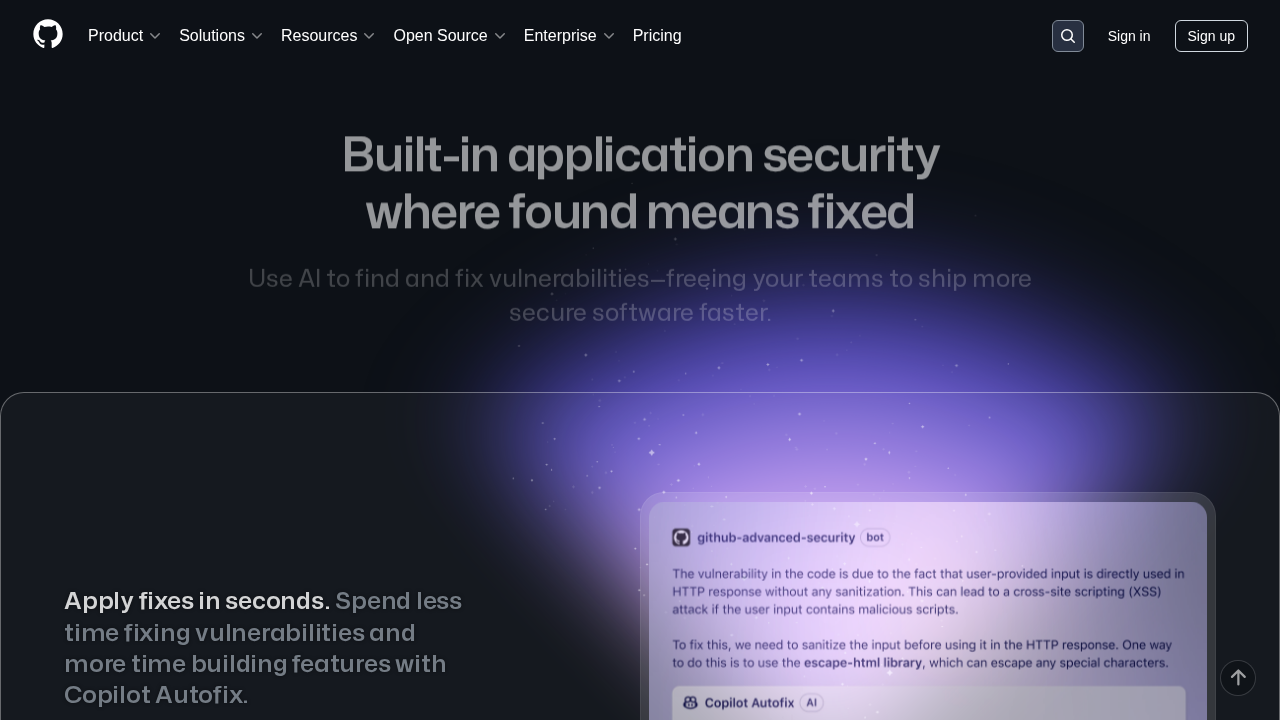 Product
Solutions
Resources
Open Source
Enterprise
Pricing
Sign in
Sign up
Built-in application security
where found means fixed
Use AI to find and fix vulnerabilities—freeing your teams to ship more
secure software faster.
Apply fixes in seconds. Spend less
time fixing vulnerabilities and
more time building features with
Copilot Autofix.
github-advanced-security bot
The vulnerability in the code is due to the fact that user-provided input is directly used in
HTTP response without any sanitization. This can lead to a cross-site scripting (XSS)
attack if the user input contains malicious scripts.
To fix this, we need to sanitize the input before using it in the HTTP response. One way
to do this is to use the escape-html library, which can escape any special characters.
Copilot Autofix AI